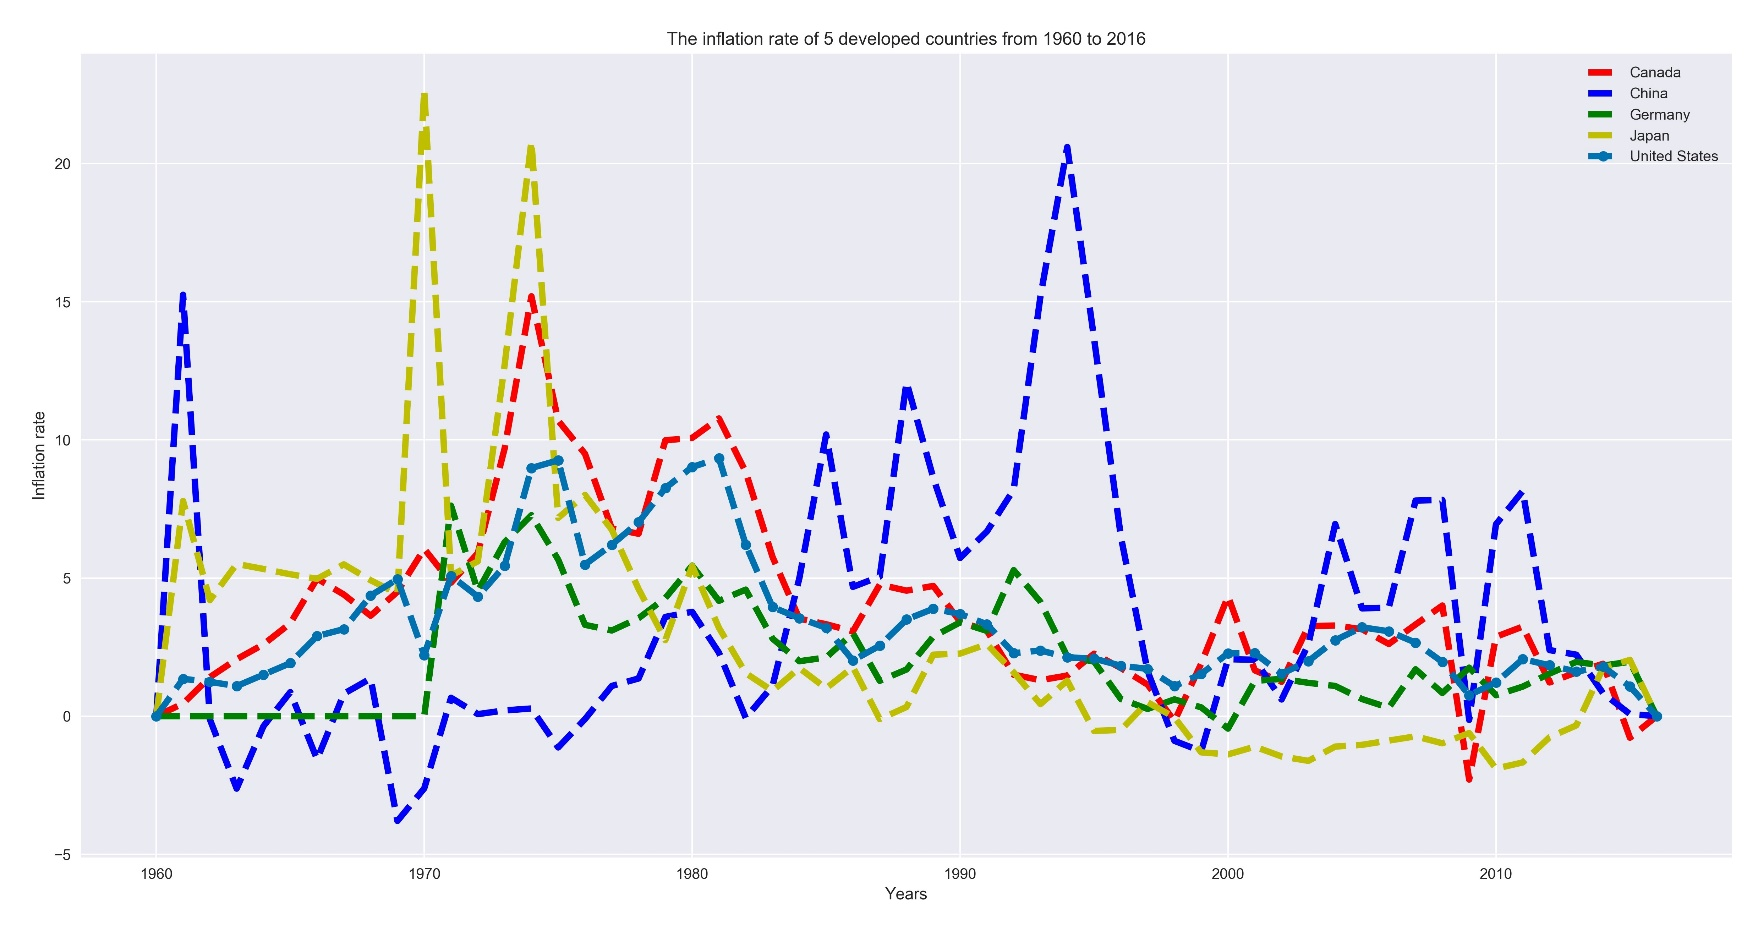 The inflation rate of 5 developed countries from 1960 to 2016
Canada
China
Germany
Japan
United States
20
15
10
5
0
−5
Inflation rate
1960 1970 1980 1990 2000 2010
Years